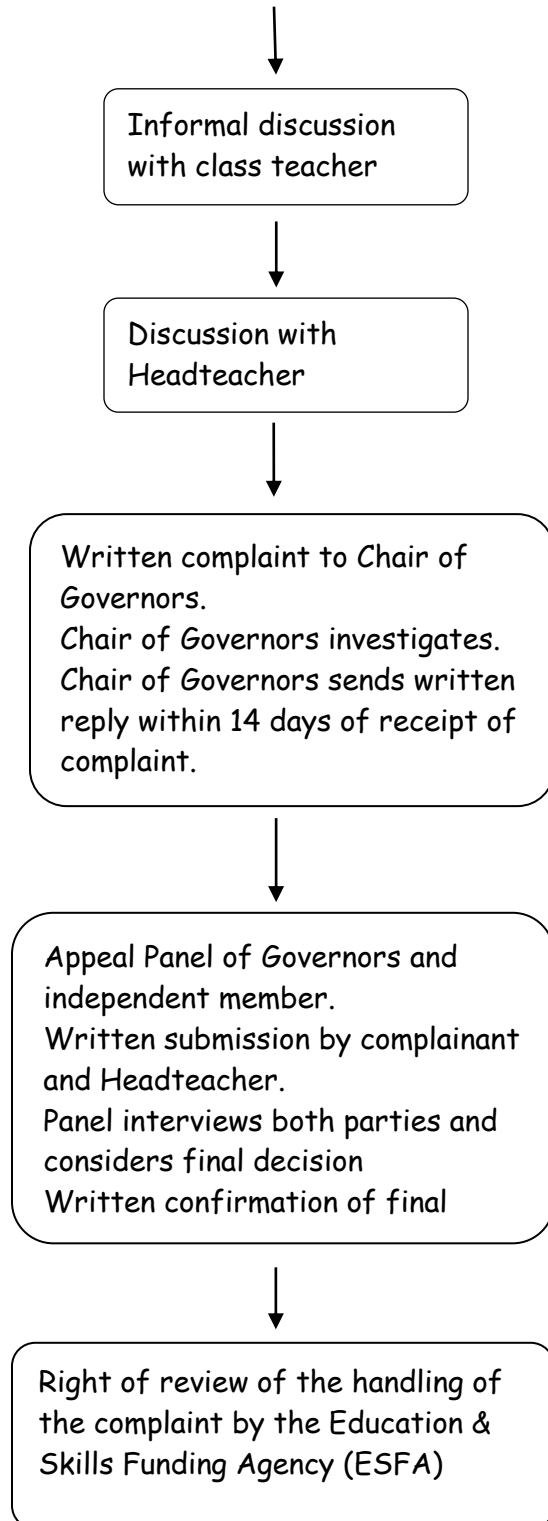 Informal discussion
with class teacher
Discussion with
Headteacher
Written complaint to Chair of
Governors.
Chair of Governors investigates.
Chair of Governors sends written
reply within 14 days of receipt of
complaint.
Appeal Panel of Governors and
independent member.
Written submission by complainant
and Headteacher.
Panel interviews both parties and
considers final decision
Written confirmation of final
Right of review of the handling of
the complaint by the Education &
Skills Funding Agency (ESFA)